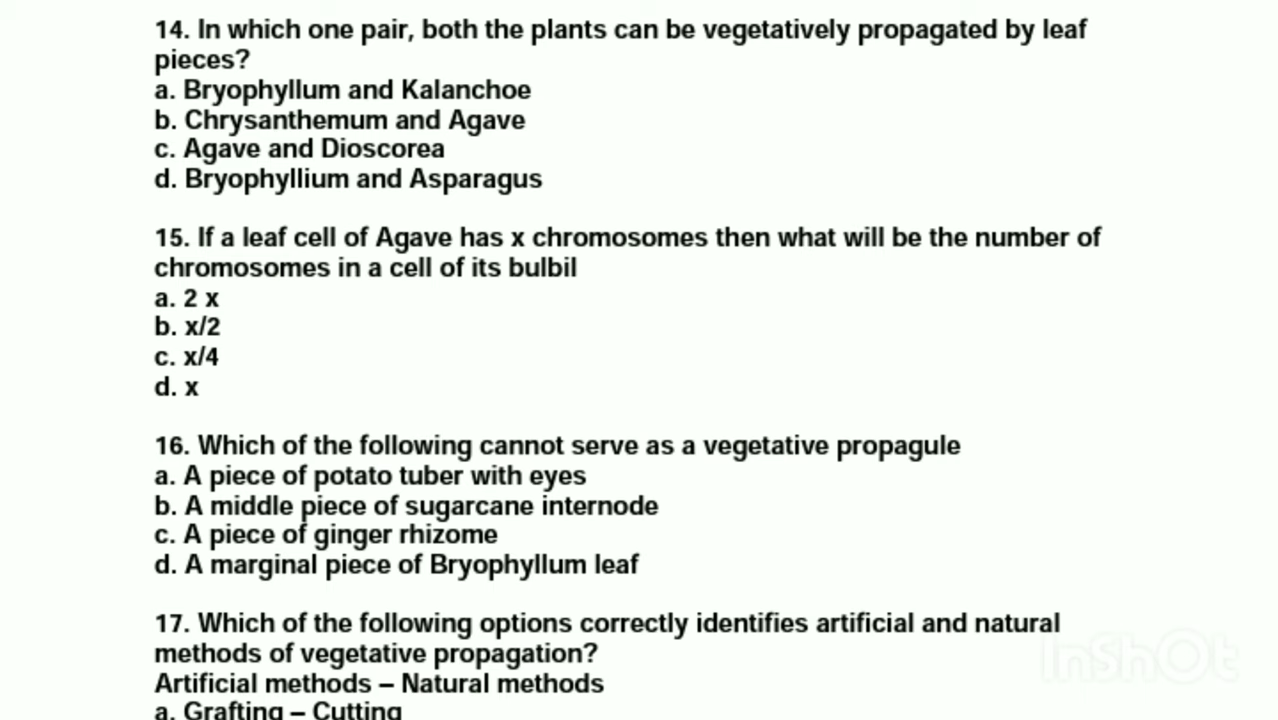 14. In which one pair, both the plants can be vegetatively propagated by leaf
pieces?
a. Bryophyllum and Kalanchoe
b. Chrysanthemum and Agave
c. Agave and Dioscorea
d. Bryophyllium and Asparagus
15. If a leaf cell of Agave has x chromosomes then what will be the number of
chromosomes in a cell of its bulbil
a. 2 x
b. x/2
c. x/4
d. x
16. Which of the following cannot serve as a vegetative propagule
a. A piece of potato tuber with eyes
b. A middle piece of sugarcane internode
c. A piece of ginger rhizome
d. A marginal piece of Bryophyllum leaf
17. Which of the following options correctly identifies artificial and natural
methods of vegetative propagation?
Artificial methods – Natural methods
a. Grafting – Cutting
InShOt